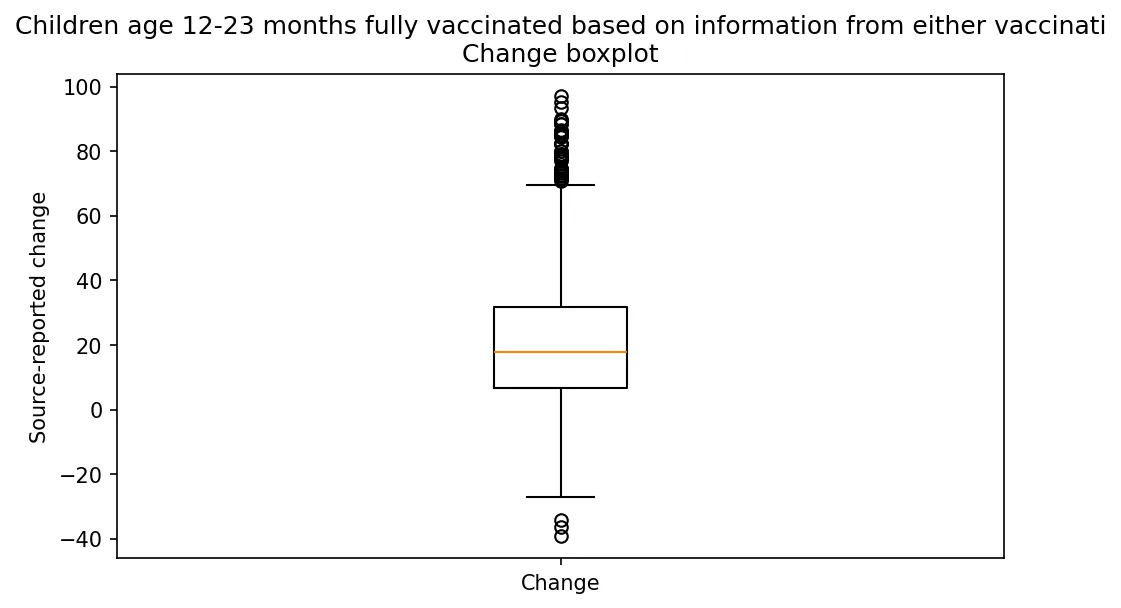 Children age 12-23 months fully vaccinated based on information from either vaccinati
Change boxplot
Source-reported change
100
80
60
40
20
0
−20
−40
Change